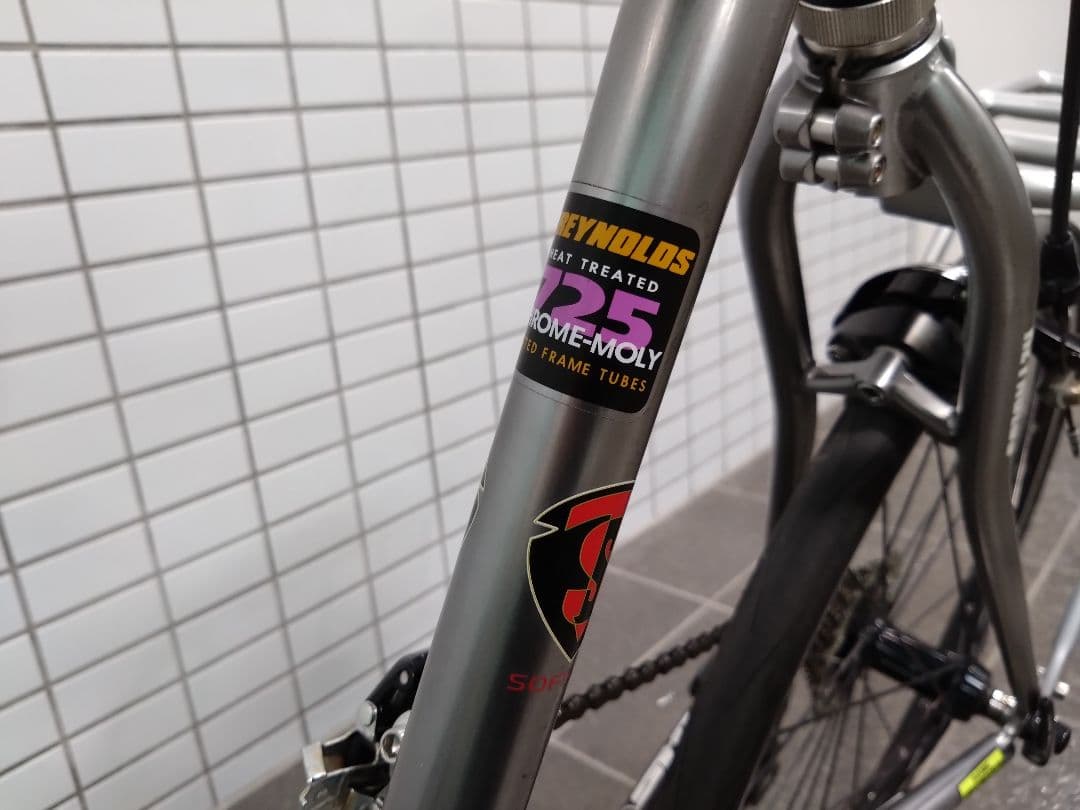 REYNOLDS
HEAT TREATED
725
CHROME-MOLY
FRAME TUBES